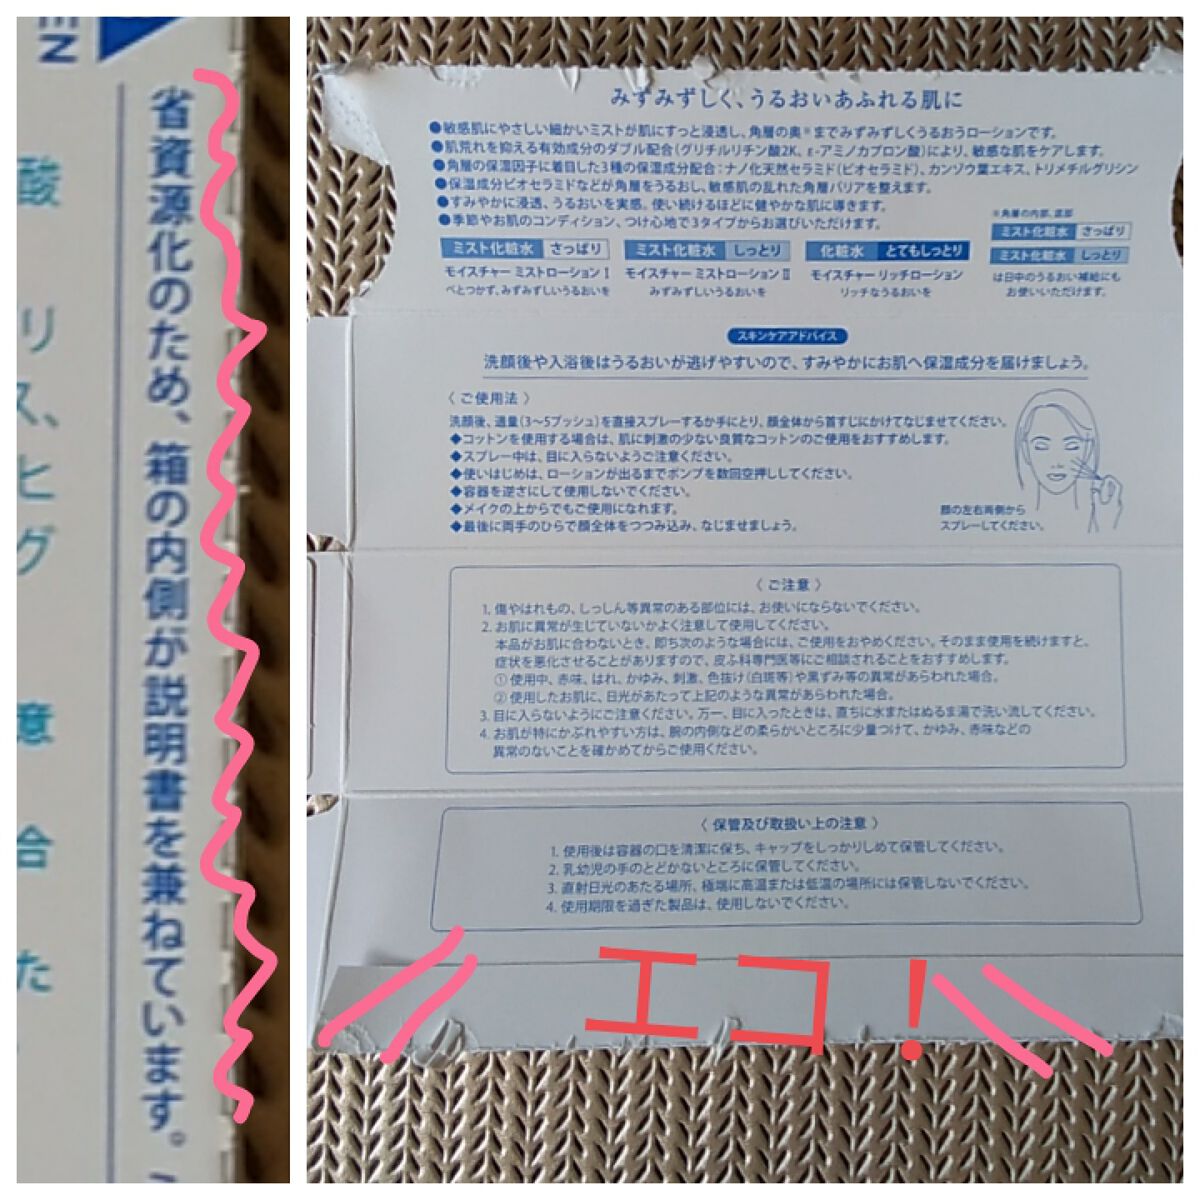 省資源化のため、箱の内側が説明書を兼ねています。
酸
リ
ス、
ヒ
グ
意
合
た
みずみずしく、うるおいあふれる肌に
●敏感肌にやさしい細かいミストが肌にすっと浸透し、角層の奥※までみずみずしくうるおうローションです。
●肌荒れを抑える有効成分のダブル配合(グリチルリチン酸2K、ε-アミノカプロン酸)により、敏感な肌をケアします。
●角層の保湿因子に着目した3種の保湿成分配合:ナノ化天然セラミド(ビオセラミド)、カンゾウ葉エキス、トリメチルグリシン
●保湿成分ビオセラミドなどが角層をうるおし、敏感肌の乱れた角層バリアを整えます。
●すみやかに浸透、うるおいを実感。使い続けるほどに健やかな肌に導きます。
●季節やお肌のコンディション、つけ心地で3タイプからお選びいただけます。
※角層の内部、底部
ミスト化粧水 さっぱり
モイスチャー ミストローション I
べとつかず、みずみずしいうるおいを
ミスト化粧水 しっとり
モイスチャー ミストローション II
みずみずしいうるおいを
化粧水 とてもしっとり
モイスチャー リッチローション
リッチなうるおいを
ミスト化粧水 さっぱり
ミスト化粧水 しっとり
は日中のうるおい補給にも
お使いいただけます。
スキンケアアドバイス
洗顔後や入浴後はうるおいが逃げやすいので、すみやかにお肌へ保湿成分を届けましょう。
〈ご使用法〉
洗顔後、適量(3〜5プッシュ)を直接スプレーするか手にとり、顔全体から首すじにかけてなじませてください。
◆コットンを使用する場合は、肌に刺激の少ない良質なコットンのご使用をおすすめします。
◆スプレー中は、目に入らないようご注意ください。
◆使いはじめは、ローションが出るまでポンプを数回空押ししてください。
◆容器を逆さにして使用しないでください。
◆メイクの上からでもご使用になれます。
◆最後に両手のひらで顔全体をつつみ込み、なじませましょう。
顔の左右両側から
スプレーしてください。
〈ご注意〉
1. 傷やはれもの、しっしん等異常のある部位には、お使いにならないでください。
2. お肌に異常が生じていないかよく注意して使用してください。
本品がお肌に合わないとき、即ち次のような場合には、ご使用をおやめください。そのまま使用を続けますと、
症状を悪化させることがありますので、皮ふ科専門医等にご相談されることをおすすめします。
①使用中、赤味、はれ、かゆみ、刺激、色抜け(白斑等)や黒ずみ等の異常があらわれた場合。
②使用したお肌に、日光があたって上記のような異常があらわれた場合。
3. 目に入らないようにご注意ください。万一、目に入ったときは、直ちに水またはぬるま湯で洗い流してください。
4. お肌が特にかぶれやすい方は、腕の内側などの柔らかいところに少量つけて、かゆみ、赤味などの
異常のないことを確かめてからご使用ください。
〈保管及び取扱い上の注意〉
1. 使用後は容器の口を清潔に保ち、キャップをしっかりしめて保管してください。
2. 乳幼児の手のとどかないところに保管してください。
3. 直射日光のあたる場所、極端に高温または低温の場所には保管しないでください。
4. 使用期限を過ぎた製品は、使用しないでください。
エコ!